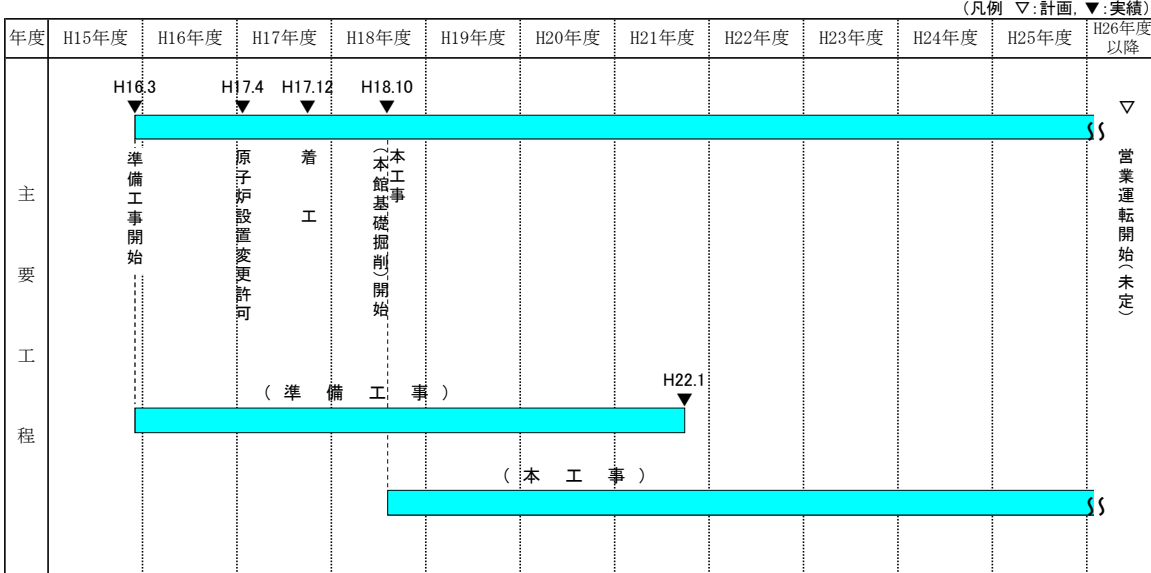 (凡例 ▽:計画, ▼:実績)
年度 H15年度 H16年度 H17年度 H18年度 H19年度 H20年度 H21年度 H22年度 H23年度 H24年度 H25年度 H26年度以降
主要工程
H16.3 H17.4 H17.12 H18.10
▼ ▼ ▼ ▼ ▽
準備工事開始
原子炉設置変更許可
着工
本工事
(本館基礎掘削)開始
営業運転開始(未定)
(準備工事)
H22.1
▼
(本工事)